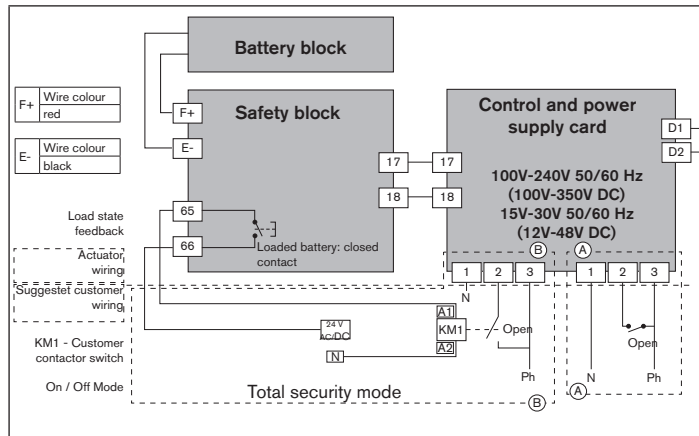 Battery block
F+
Wire colour
red
E-
Wire colour
black
F+
E-
Safety block
17
18
17
18
Control and power
supply card
D1
D2
100V-240V 50/60 Hz
(100V-350V DC)
15V-30V 50/60 Hz
(12V-48V DC)
Load state
feedback
65
66
Loaded battery: closed
contact
Actuator
wiring
Suggestet customer
wiring
B
A
1
2
3
1
2
3
N
24 V
AC/DC
N
A1
KM1
A2
Open
Open
KM1 - Customer
contactor switch
Ph
N
Ph
On / Off Mode
Total security mode
B
A